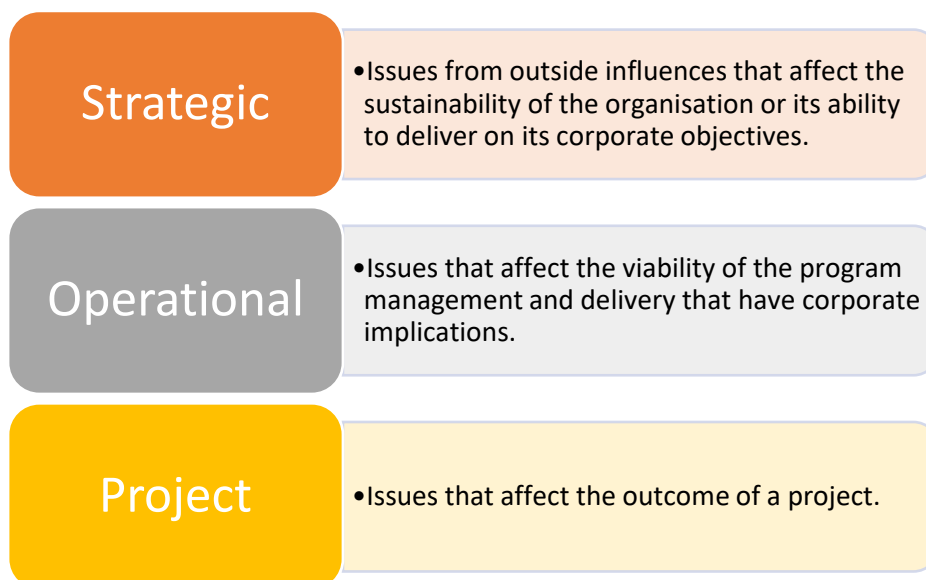 Strategic
•Issues from outside influences that affect the
sustainability of the organisation or its ability
to deliver on its corporate objectives.
Operational
•Issues that affect the viability of the program
management and delivery that have corporate
implications.
Project
•Issues that affect the outcome of a project.